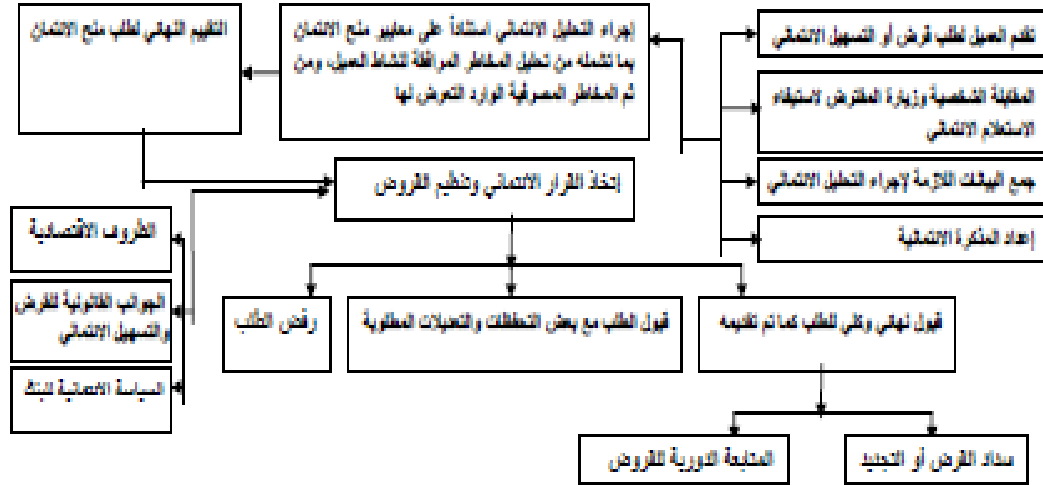 تقدم العميل لطلب قرض أو التسهيل الائتماني
المقابلة الشخصية وزيارة المقترض لاستيفاء
الاستعلام الائتماني
جمع البيانات اللازمة لإجراء التحليل الائتماني
إعداد المذكرة الائتمانية
إجراء التحليل الائتماني استناداً على معايير منح الائتمان
بما تشمله من تحليل المخاطر المرافقة لنشاط العميل، ومن
ثم المخاطر المصرفية الوارد التعرض لها
التقييم النهائي لطلب منح الائتمان
إتخاذ القرار الائتماني وتنظيم القروض
الظروف الاقتصادية
الجوانب القانونية للقرض
والتسهيل الائتماني
السياسة الائتمانية للبنك
قبول نهائي وكلي للطلب كما تم تقديمه
قبول الطلب مع بعض التحفظات والتعديلات المطلوبة
رفض الطلب
سداد القرض أو التجديد
المتابعة الدورية للقروض